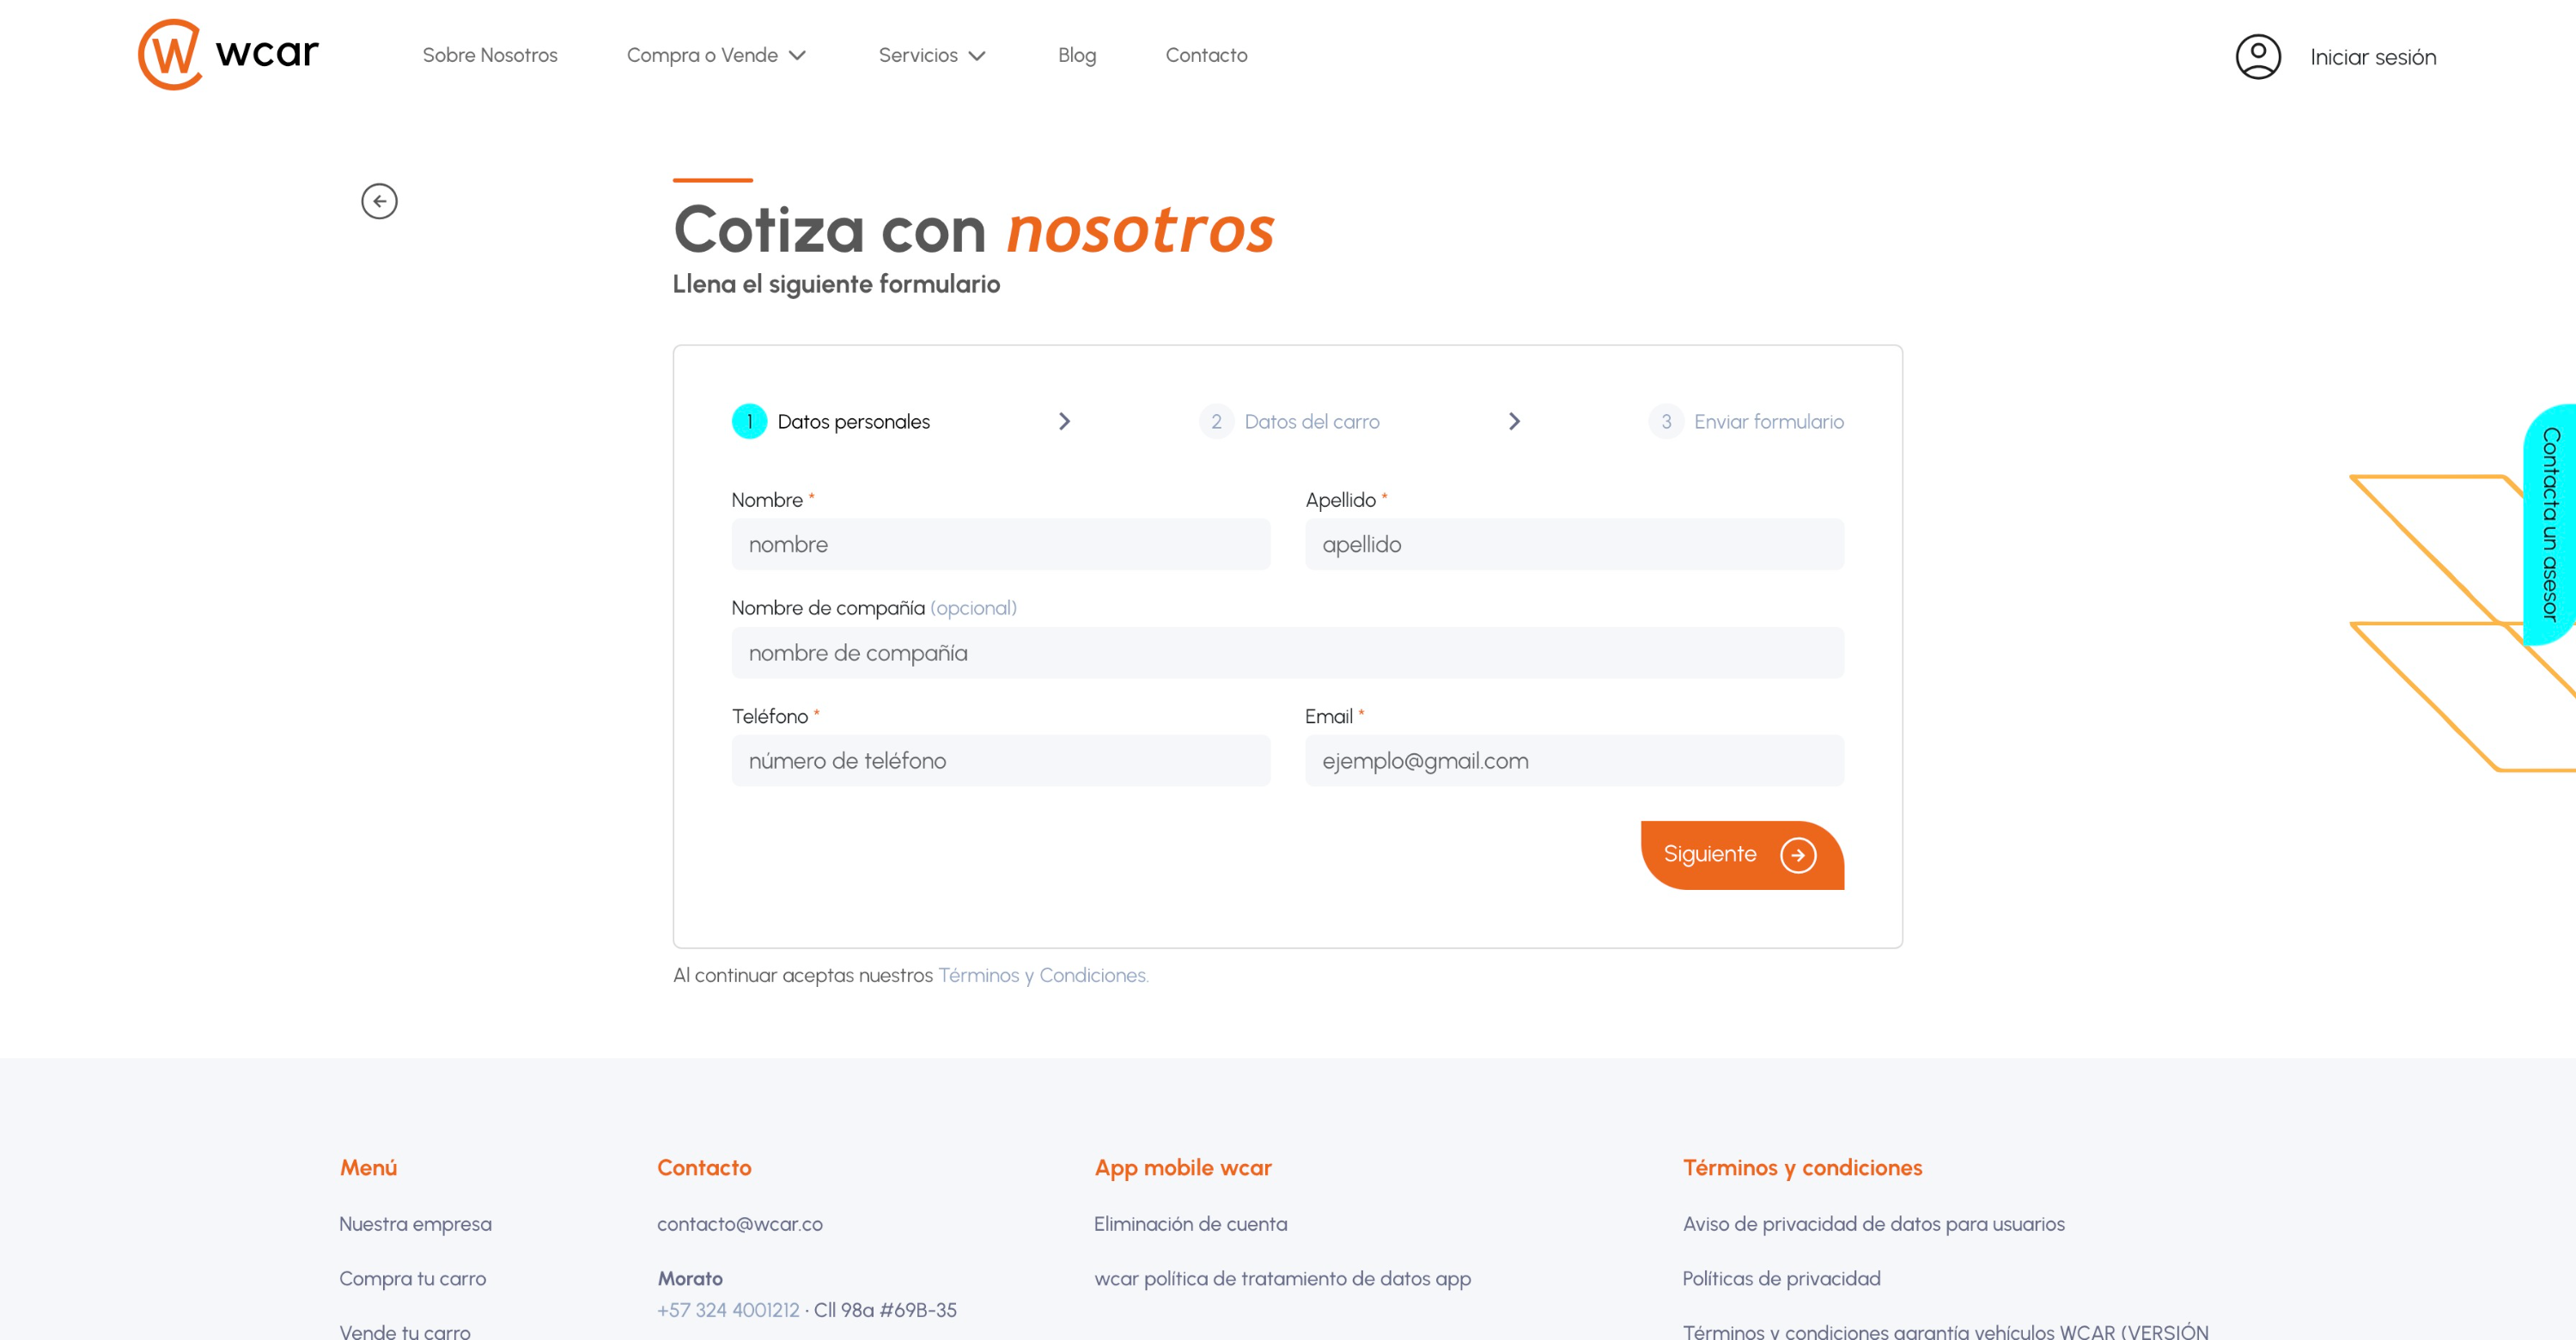 wcar
Sobre Nosotros
Compra o Vende
Servicios
Blog
Contacto
Iniciar sesión
Cotiza con nosotros
Llena el siguiente formulario
1 Datos personales
2 Datos del carro
3 Enviar formulario
Nombre *
Apellido *
nombre
apellido
Nombre de compañía (opcional)
nombre de compañía
Teléfono *
Email *
número de teléfono
ejemplo@gmail.com
Siguiente
Al continuar aceptas nuestros Términos y Condiciones.
Contacta un asesor
Menú
Nuestra empresa
Compra tu carro
Vende tu carro
Contacto
contacto@wcar.co
Morato
+57 324 4001212 · Cll 98a #69B-35
App mobile wcar
Eliminación de cuenta
wcar política de tratamiento de datos app
Términos y condiciones
Aviso de privacidad de datos para usuarios
Políticas de privacidad
Términos y condiciones garantía vehículos WCAR (VERSIÓN